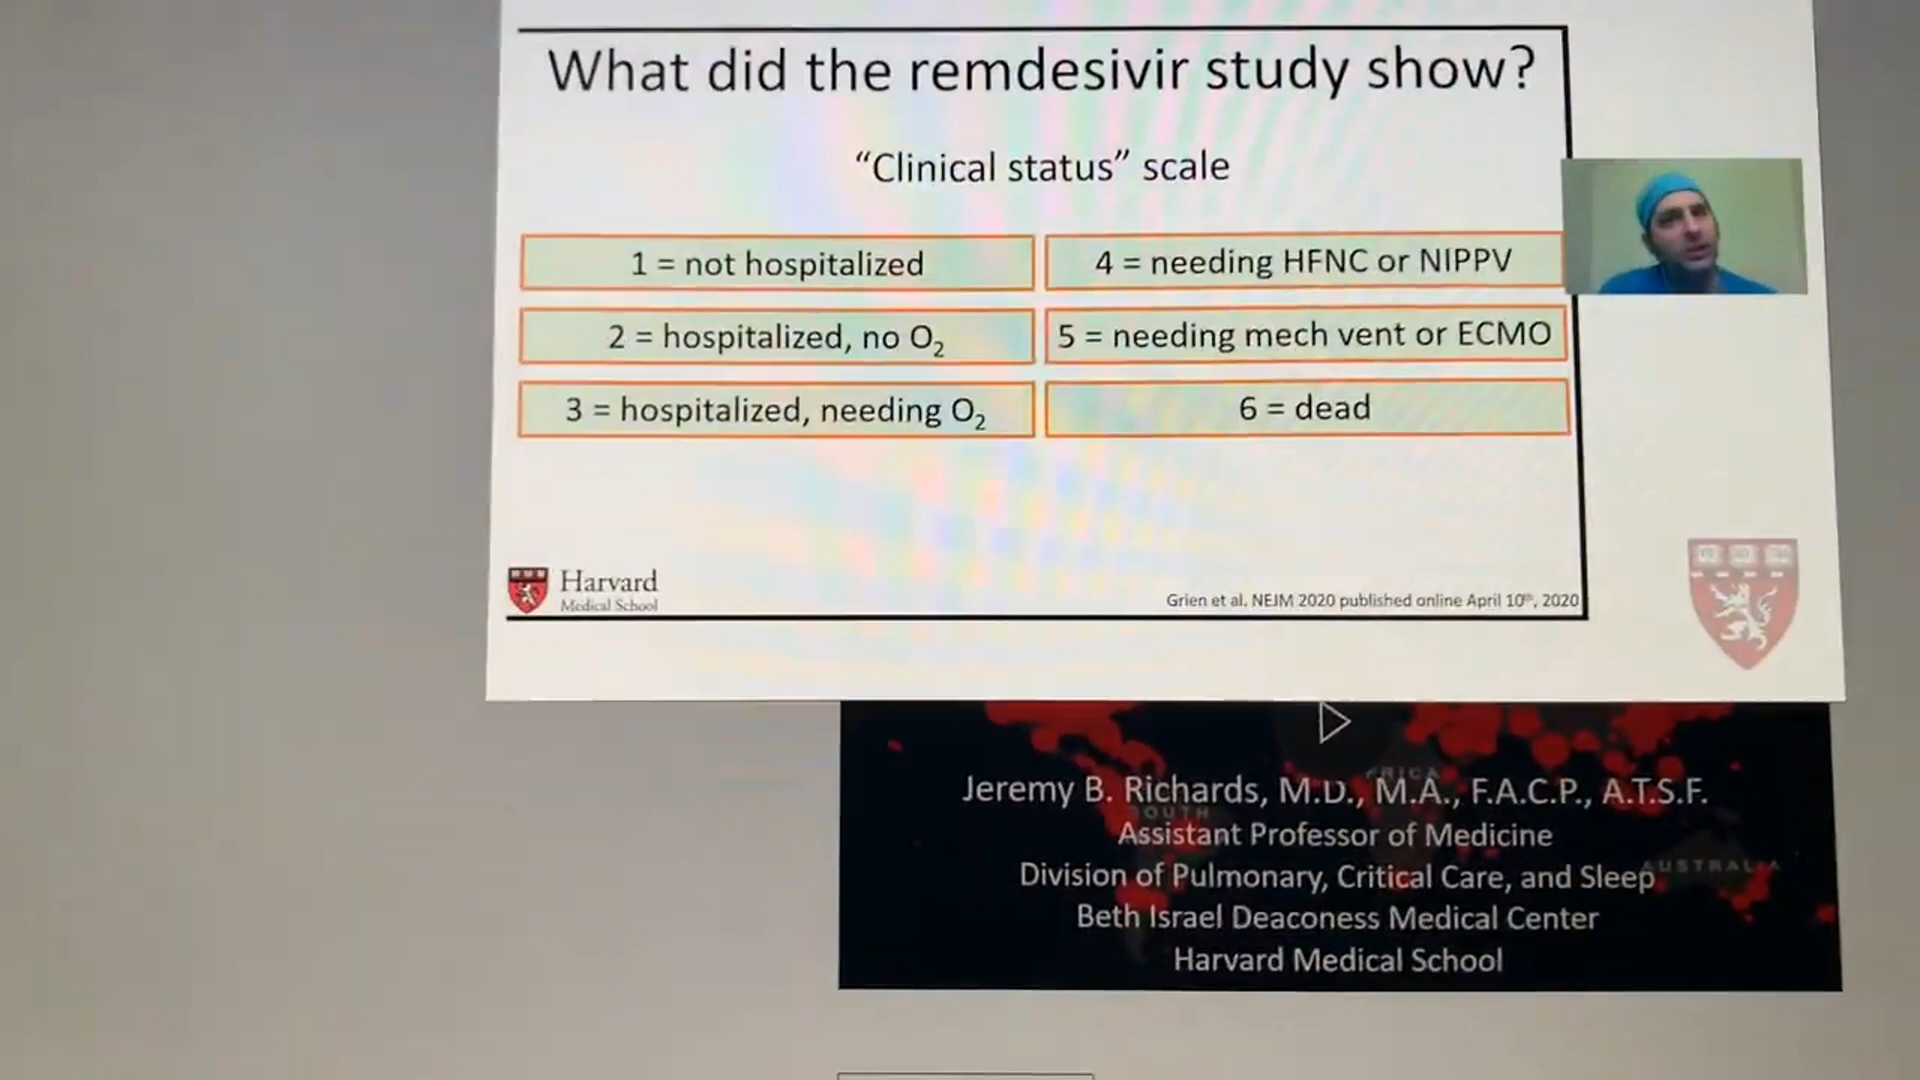 What did the remdesivir study show?
“Clinical status” scale
1 = not hospitalized
2 = hospitalized, no O₂
3 = hospitalized, needing O₂
4 = needing HFNC or NIPPV
5 = needing mech vent or ECMO
6 = dead
Harvard
Medical School
Grien et al, NEJM 2020 published online April 10th, 2020
Jeremy B. Richards, M.D., M.A., F.A.C.P., A.T.S.F.
Assistant Professor of Medicine
Division of Pulmonary, Critical Care, and Sleep
AUSTRALIA
Beth Israel Deaconess Medical Center
Harvard Medical School